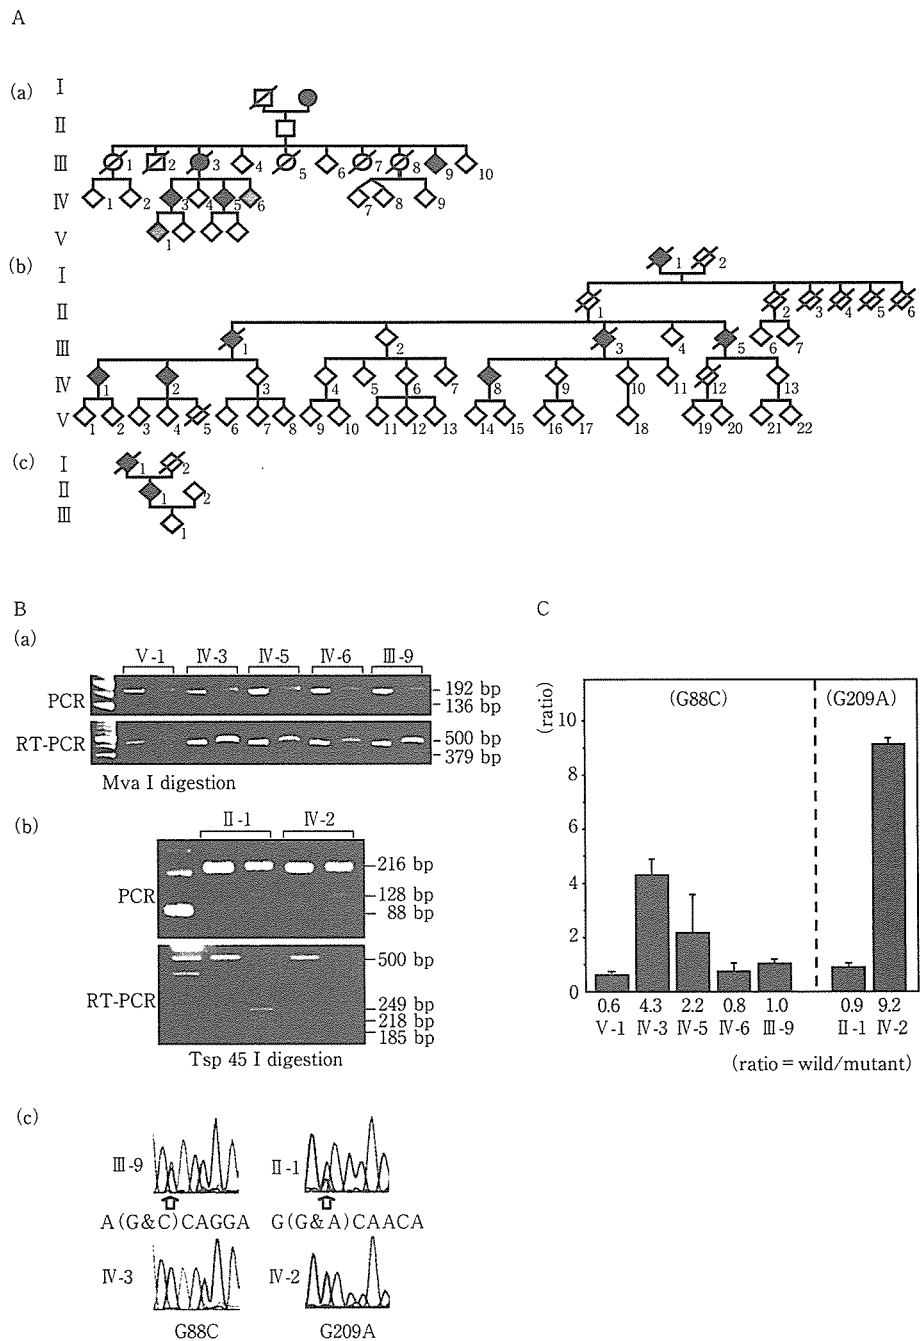 A
(a)
I
II
III
IV
V
1 2 3 4 5 6 7 8 9 10
1 2 3 4 5 6 7 8 9
1
(b)
I
II
III
IV
V
1 2
1 2 3 4 5 6
1 2 3 4 5 6 7
1 2 3 4 5 6 7 8 9 10 11 12 13
1 2 3 4 5 6 7 8 9 10 11 12 13 14 15 16 17 18 19 20 21 22
(c)
I
II
III
1 2
1 2
1
B
(a)
V-1 IV-3 IV-5 IV-6 III-9
PCR
192 bp
136 bp
RT-PCR
500 bp
379 bp
Mva I digestion
(b)
II-1 IV-2
PCR
216 bp
128 bp
88 bp
RT-PCR
500 bp
249 bp
218 bp
185 bp
Tsp 45 I digestion
(c)
III-9
II-1
A(G&C)CAGGA
G(G&A)CAACA
IV-3
IV-2
G88C
G209A
C
(ratio)
(G88C) (G209A)
10
8
6
4
2
0
0.6 4.3 2.2 0.8 1.0 0.9 9.2
V-1 IV-3 IV-5 IV-6 III-9 II-1 IV-2
(ratio = wild/mutant)